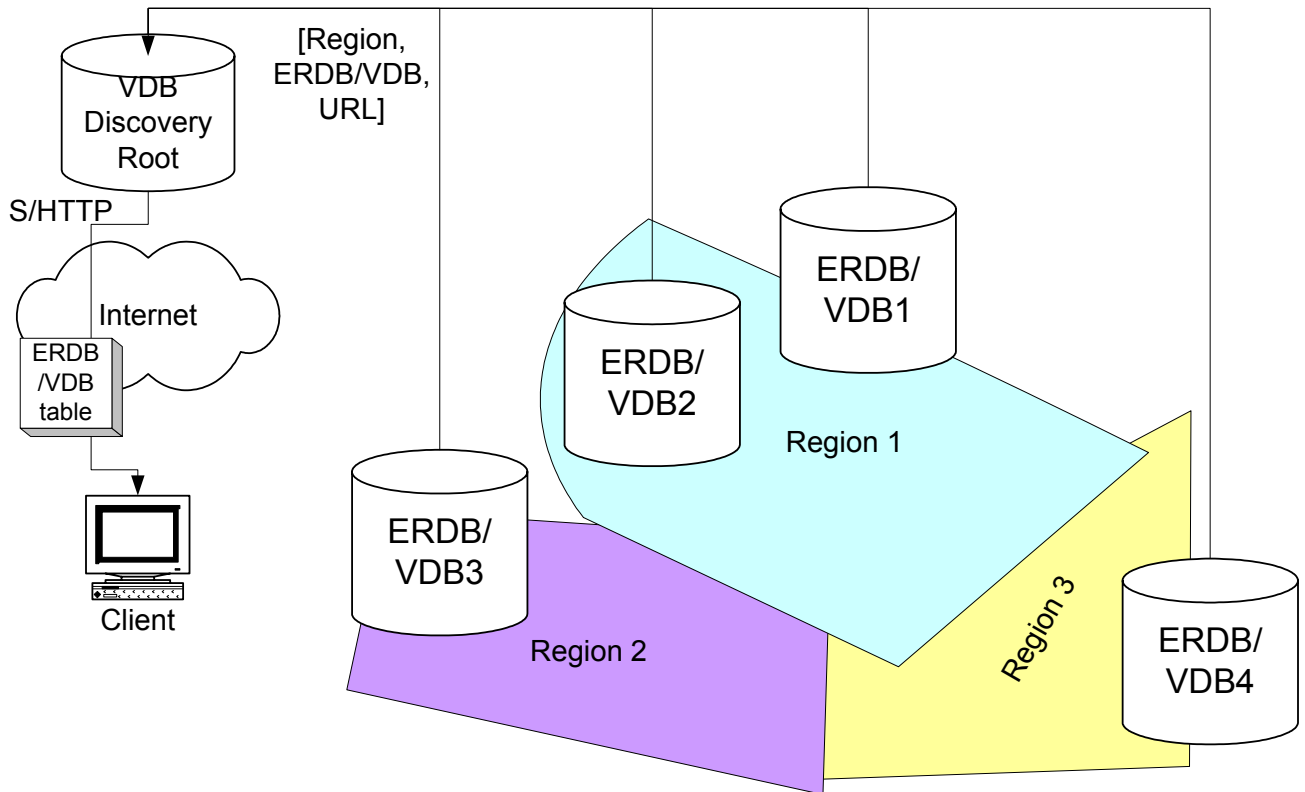 VDB
Discovery
Root
[Region,
ERDB/VDB,
URL]
S/HTTP
Internet
ERDB
/VDB
table
Client
ERDB/
VDB1
ERDB/
VDB2
Region 1
ERDB/
VDB3
Region 2
Region 3
ERDB/
VDB4